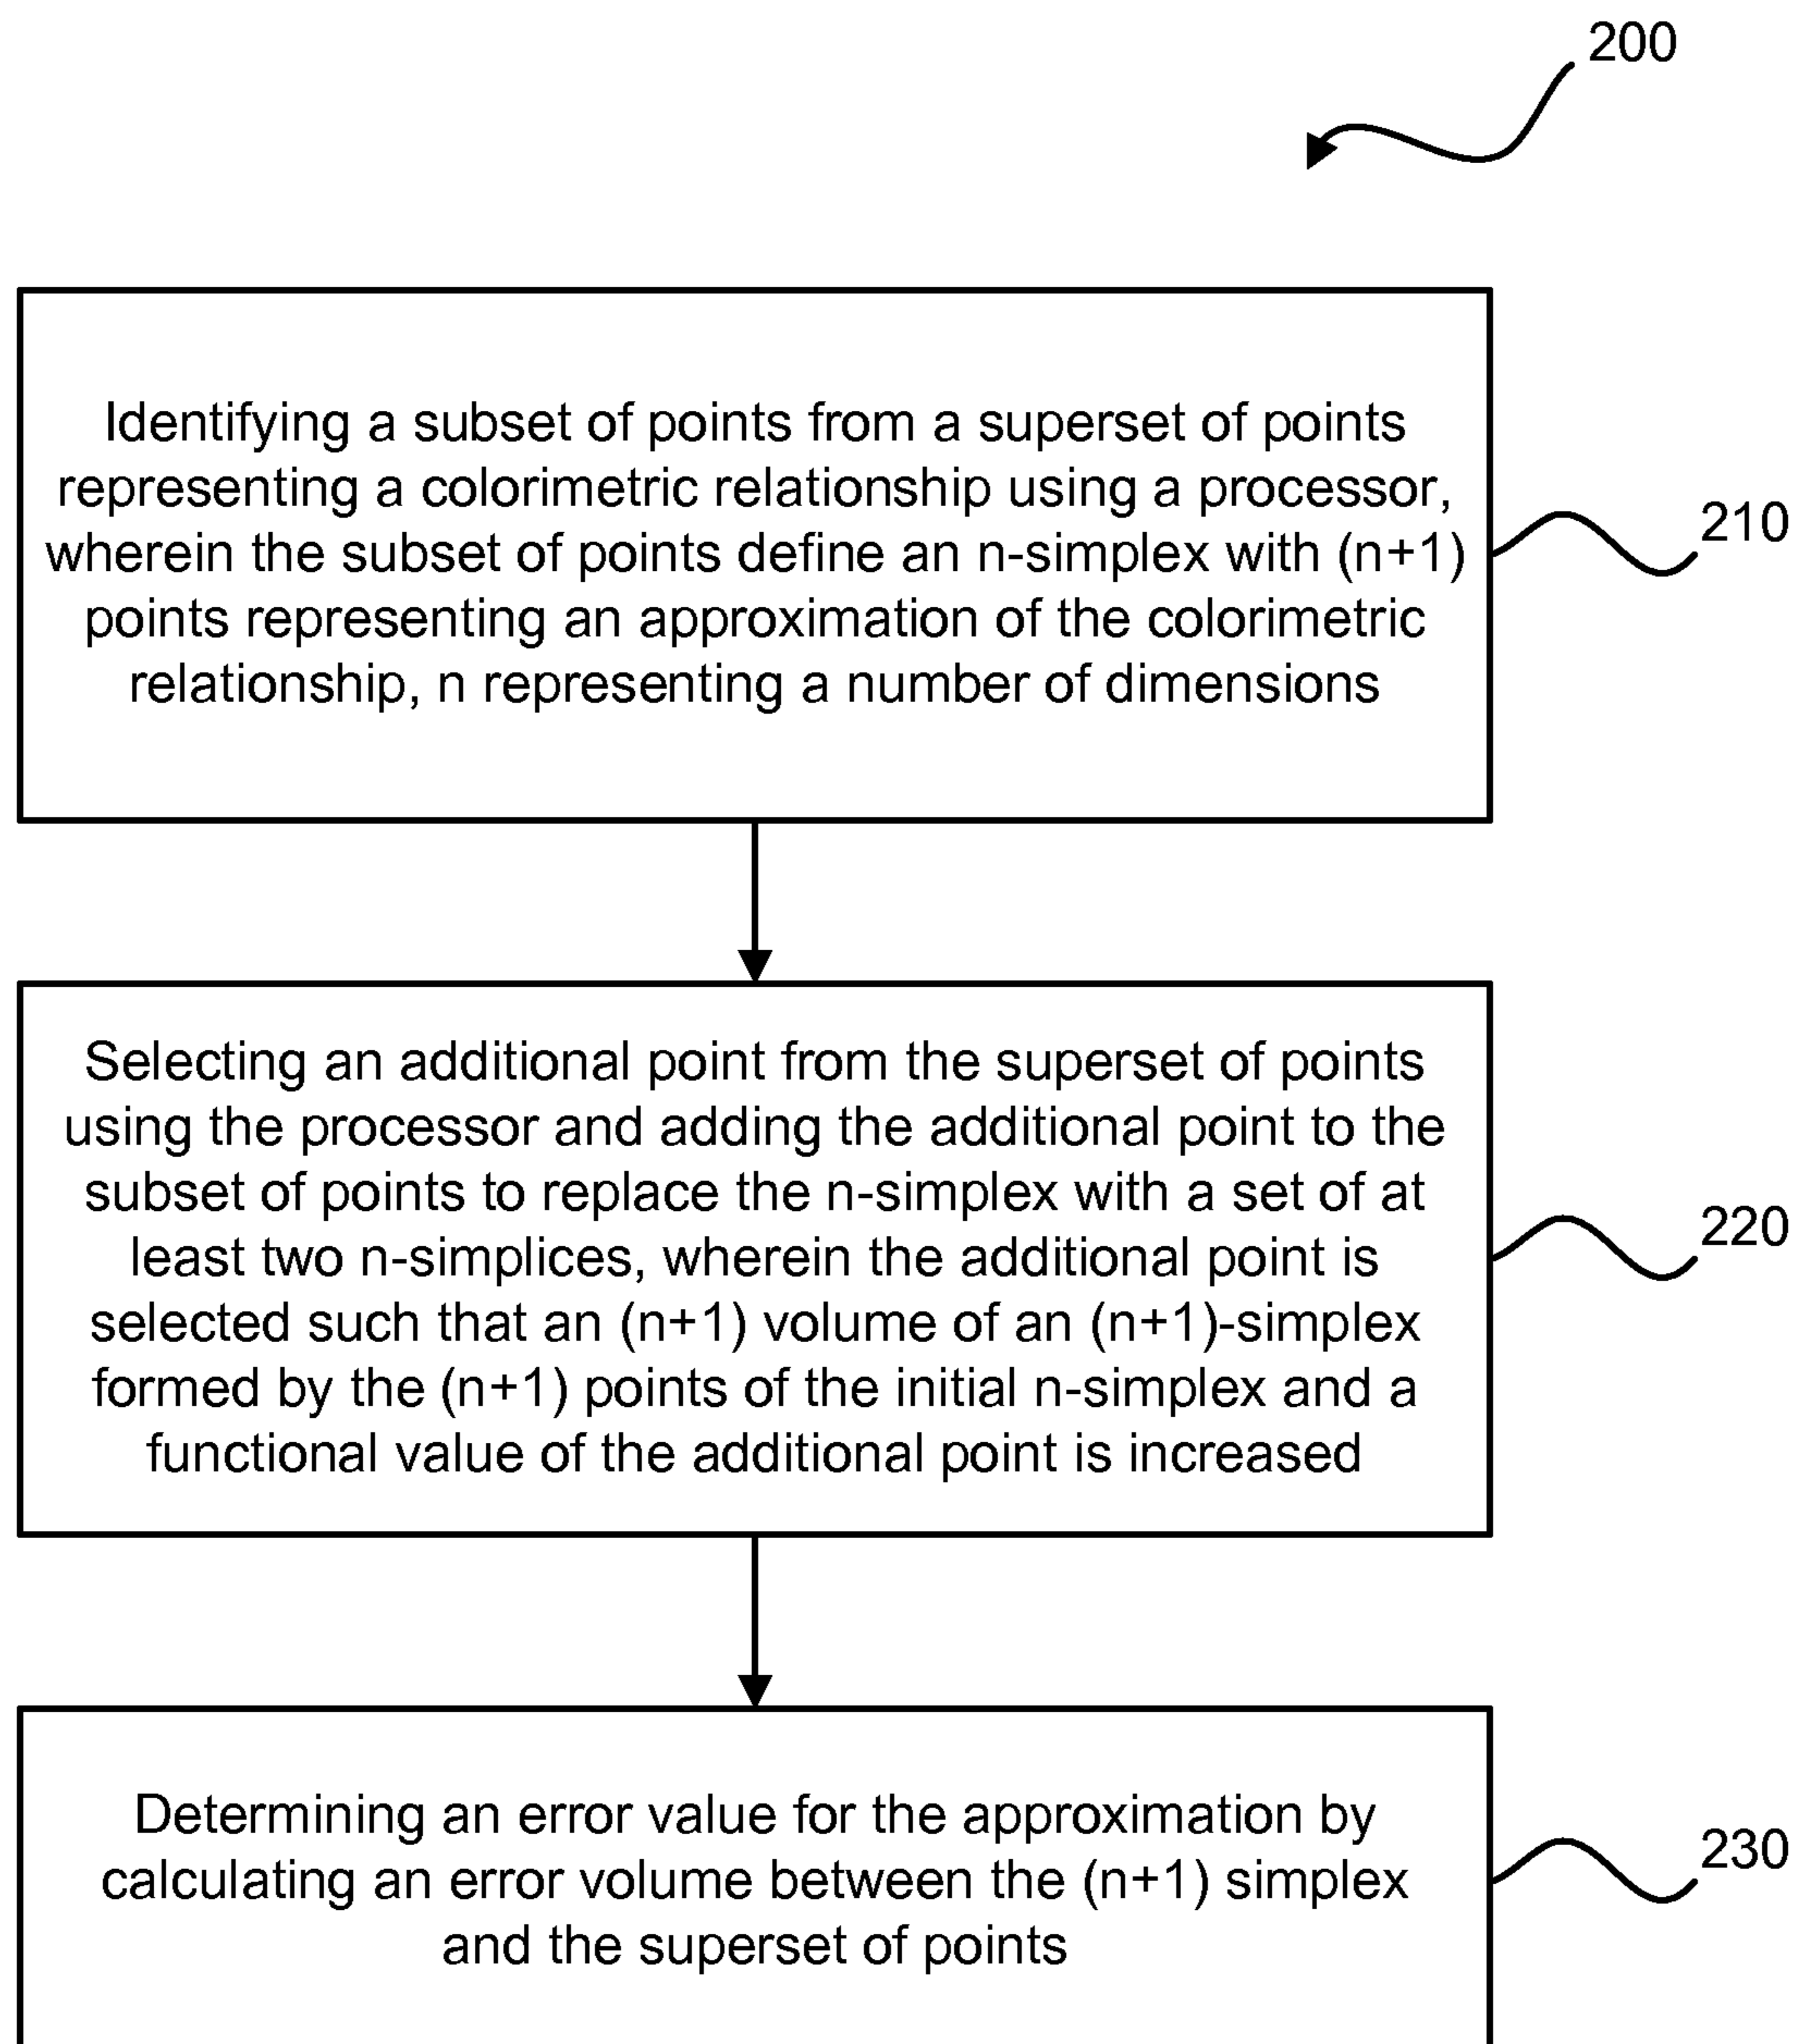 200
Identifying a subset of points from a superset of points
representing a colorimetric relationship using a processor,
wherein the subset of points define an n-simplex with (n+1)
points representing an approximation of the colorimetric
relationship, n representing a number of dimensions
210
Selecting an additional point from the superset of points
using the processor and adding the additional point to the
subset of points to replace the n-simplex with a set of at
least two n-simplices, wherein the additional point is
selected such that an (n+1) volume of an (n+1)-simplex
formed by the (n+1) points of the initial n-simplex and a
functional value of the additional point is increased
220
Determining an error value for the approximation by
calculating an error volume between the (n+1) simplex
and the superset of points
230